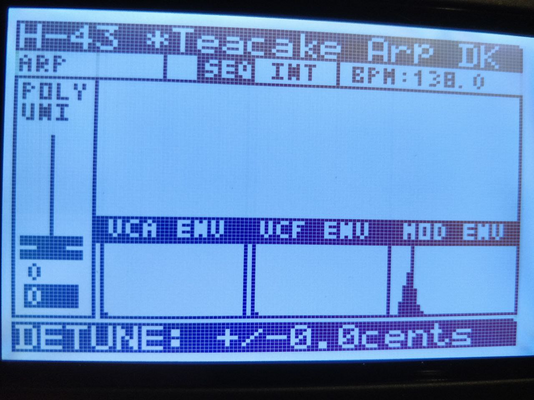 H-43 *Teacake Arp DK
ARP SEQ INT BPM:138.0
POLY
UNI
VCA ENV VCF ENV MOD ENV
0
0
DETUNE: +/-0.0cents